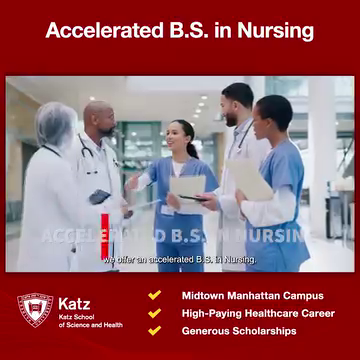 Accelerated B.S. in Nursing
ACCELERATED B.S. IN NURSING
we offer an accelerated B.S. in Nursing.
Katz
Katz School
of Science and Health
Midtown Manhattan Campus
High-Paying Healthcare Career
Generous Scholarships